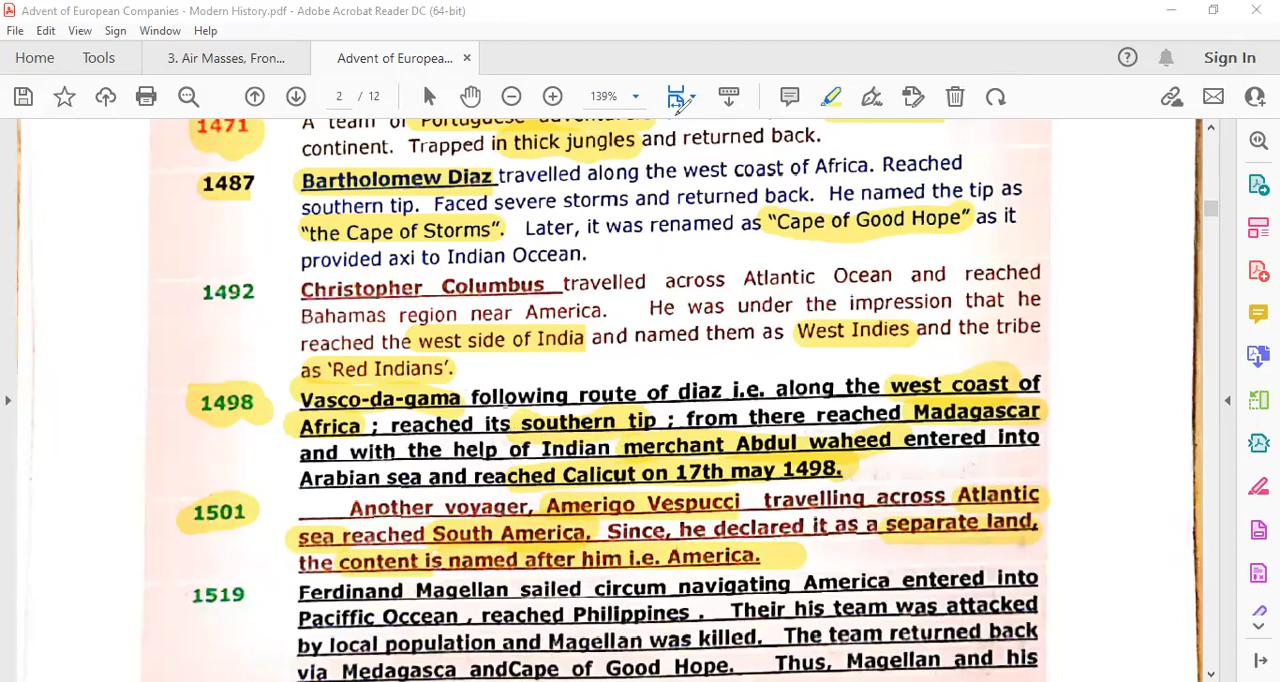 Advent of European Companies - Modern History.pdf - Adobe Acrobat Reader DC (64-bit)
File Edit View Sign Window Help
Home Tools 3. Air Masses, Fron... Advent of Europea... × Sign In
2 / 12 139%
1471 A team of Portuguese
continent. Trapped in thick jungles and returned back.
1487 Bartholomew Diaz travelled along the west coast of Africa. Reached
southern tip. Faced severe storms and returned back. He named the tip as
“the Cape of Storms”. Later, it was renamed as “Cape of Good Hope” as it
provided axi to Indian Occean.
1492 Christopher Columbus travelled across Atlantic Ocean and reached
Bahamas region near America. He was under the impression that he
reached the west side of India and named them as West Indies and the tribe
as ‘Red Indians’.
1498 Vasco-da-gama following route of diaz i.e. along the west coast of
Africa ; reached its southern tip ; from there reached Madagascar
and with the help of Indian merchant Abdul waheed entered into
Arabian sea and reached Calicut on 17th may 1498.
1501 Another voyager, Amerigo Vespucci travelling across Atlantic
sea reached South America. Since, he declared it as a separate land,
the content is named after him i.e. America.
1519 Ferdinand Magellan sailed circum navigating America entered into
Paciffic Occean , reached Philippines . Their his team was attacked
by local population and Magellan was killed. The team returned back
via Medagasca andCape of Good Hope. Thus, Magellan and his